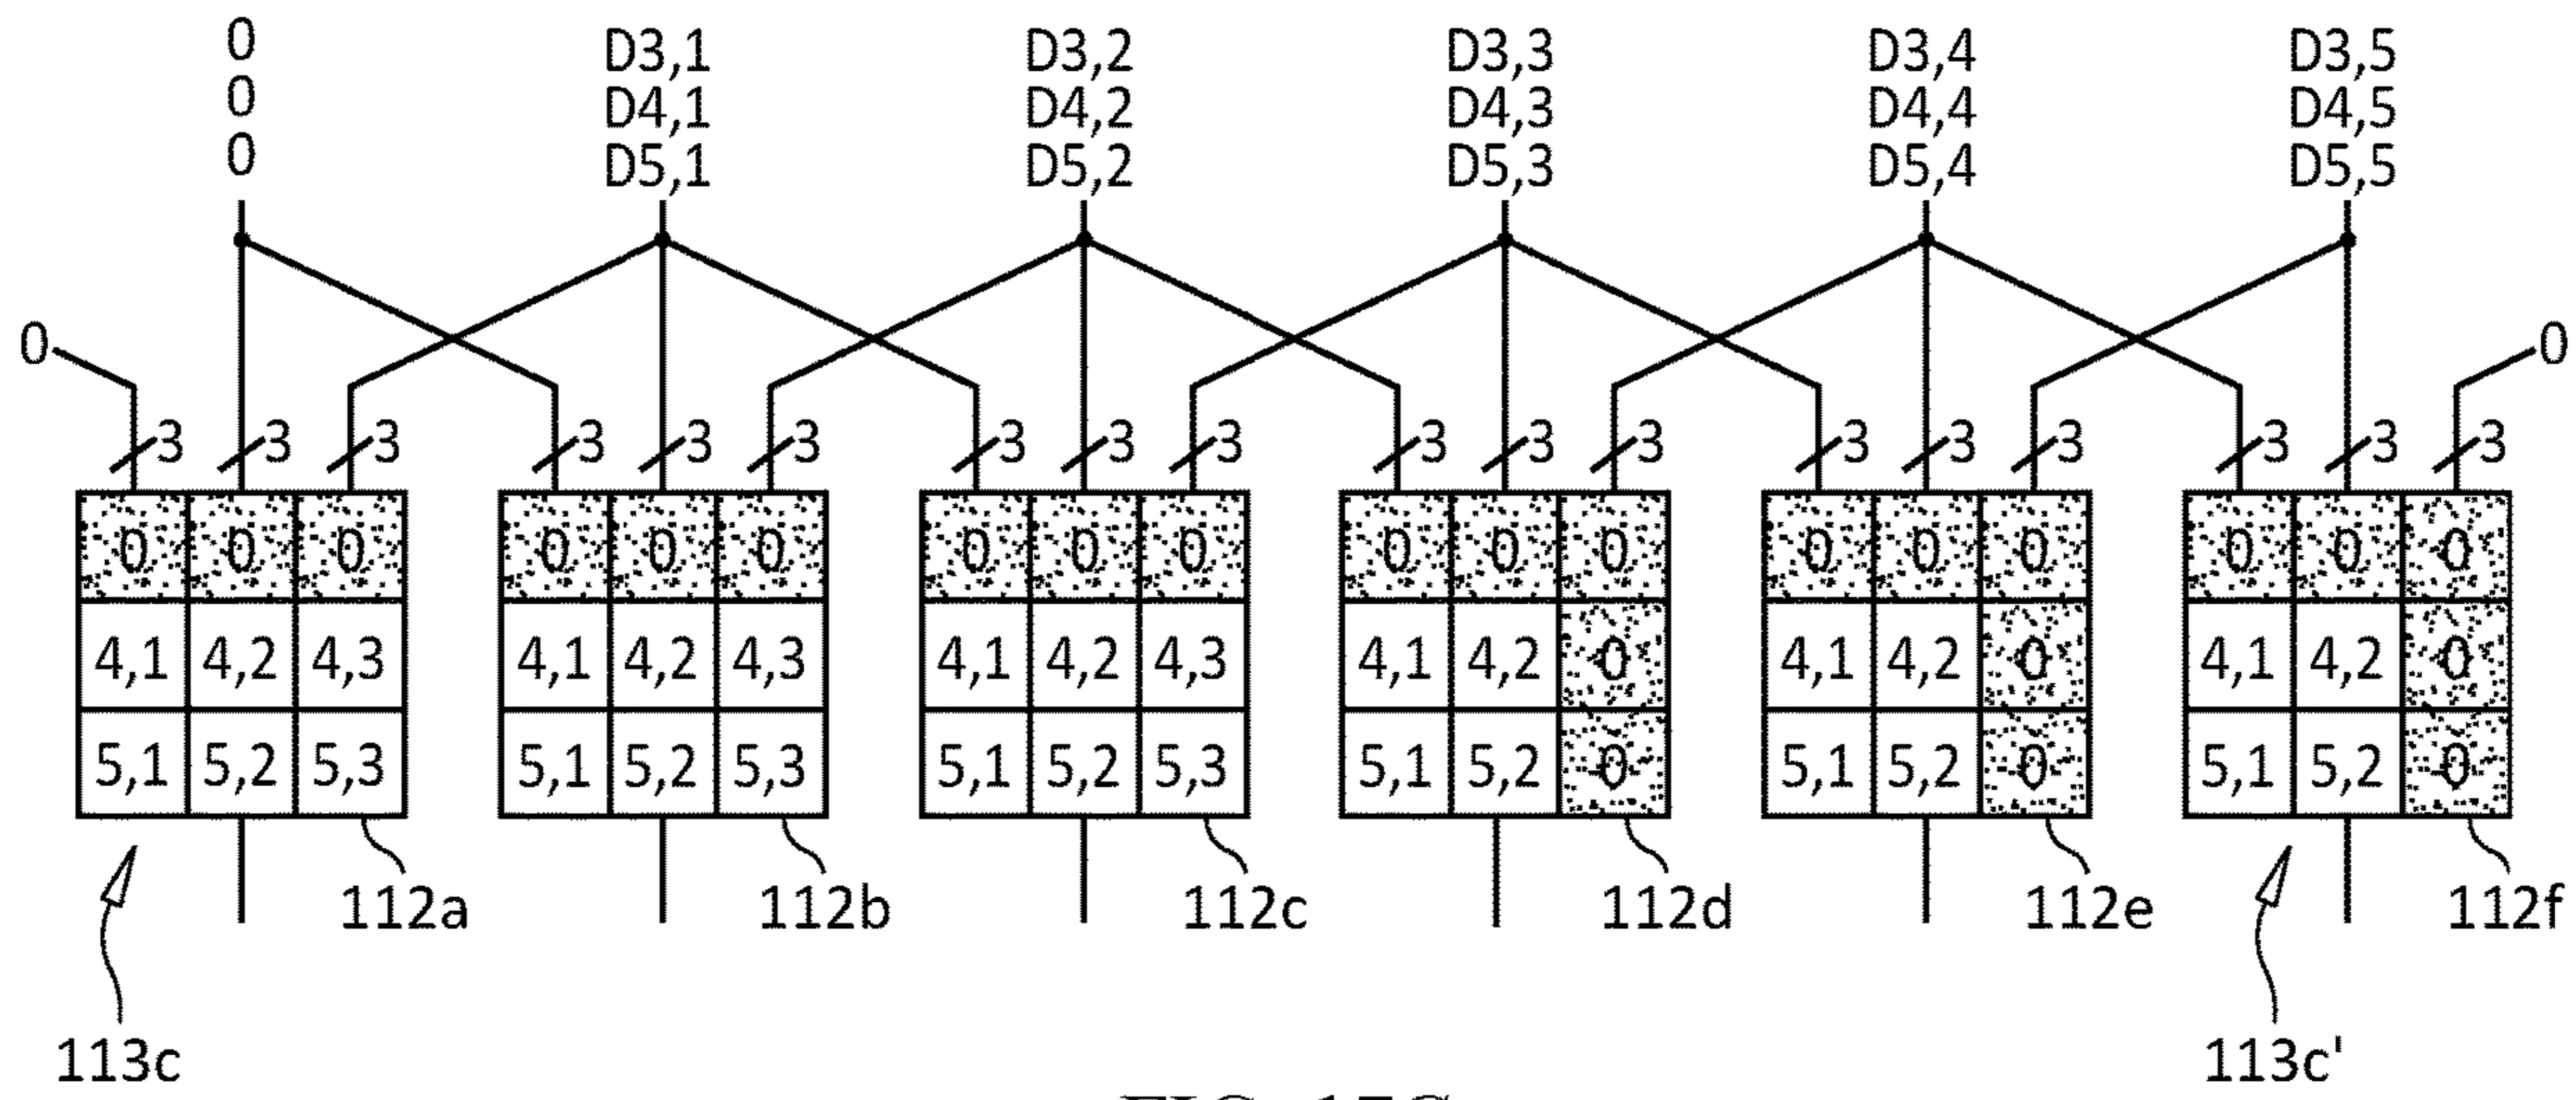 0 D3,1 D3,2 D3,3 D3,4 D3,5
0 D4,1 D4,2 D4,3 D4,4 D4,5
0 D5,1 D5,2 D5,3 D5,4 D5,5
0 0
3 3 3 3 3 3 3 3 3 3 3 3 3 3 3 3 3 3
0 0 0 0 0 0 0 0 0 0 0 0 0 0 0 0 0 0
4,1 4,2 4,3 4,1 4,2 4,3 4,1 4,2 4,3 4,1 4,2 0 4,1 4,2 0 4,1 4,2 0
5,1 5,2 5,3 5,1 5,2 5,3 5,1 5,2 5,3 5,1 5,2 0 5,1 5,2 0 5,1 5,2 0
112a 112b 112c 112d 112e 112f
113c 113c'